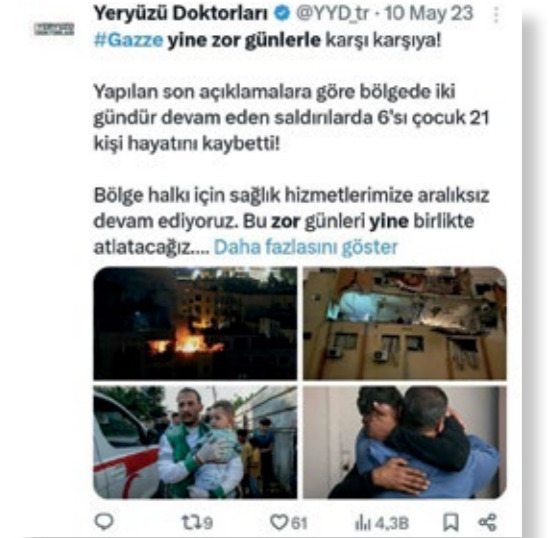 Yeryüzü Doktorları @YYD_tr · 10 May 23
#Gazze yine zor günlerle karşı karşıya!
Yapılan son açıklamalara göre bölgede iki
gündür devam eden saldırılarda 6'sı çocuk 21
kişi hayatını kaybetti!
Bölge halkı için sağlık hizmetlerimize aralıksız
devam ediyoruz. Bu zor günleri yine birlikte
atlatacağız.... Daha fazlasını göster
9 61 4,3B